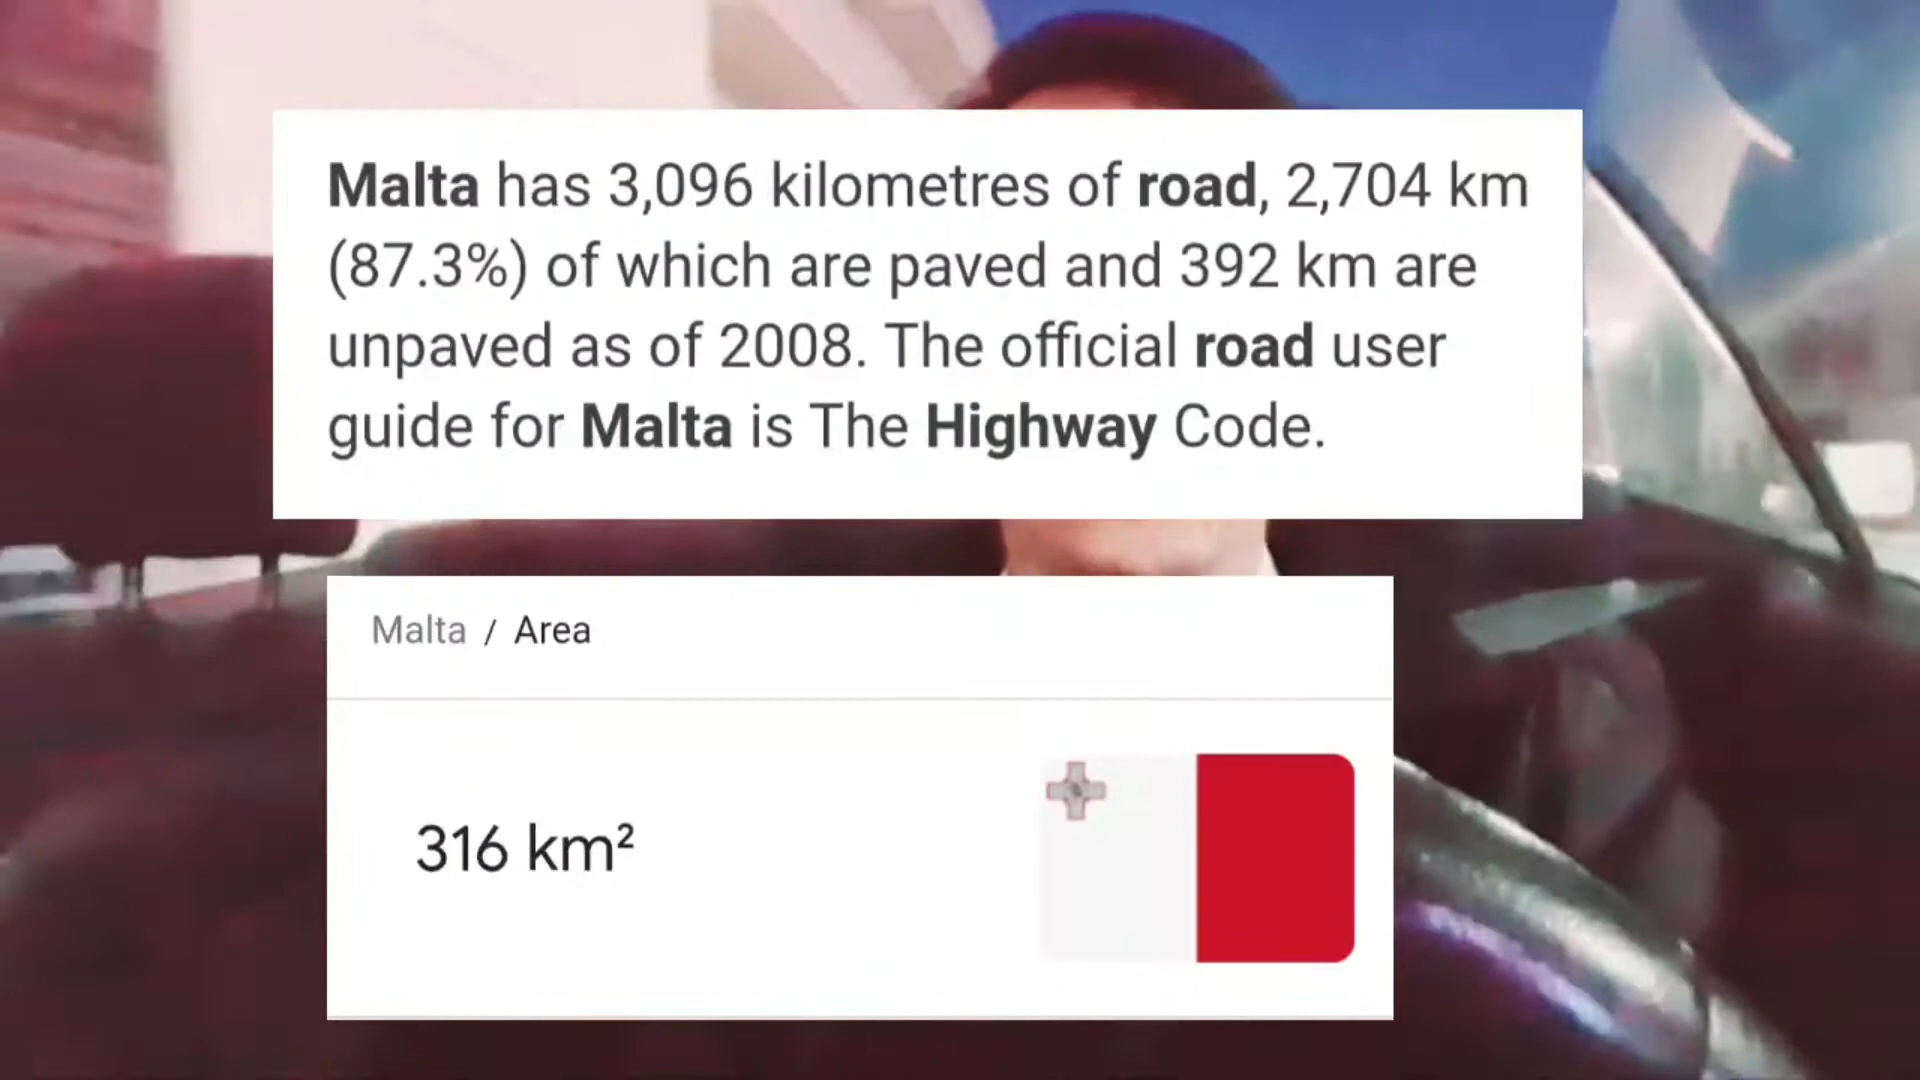 Malta has 3,096 kilometres of road, 2,704 km
(87.3%) of which are paved and 392 km are
unpaved as of 2008. The official road user
guide for Malta is The Highway Code.
Malta / Area
316 km²